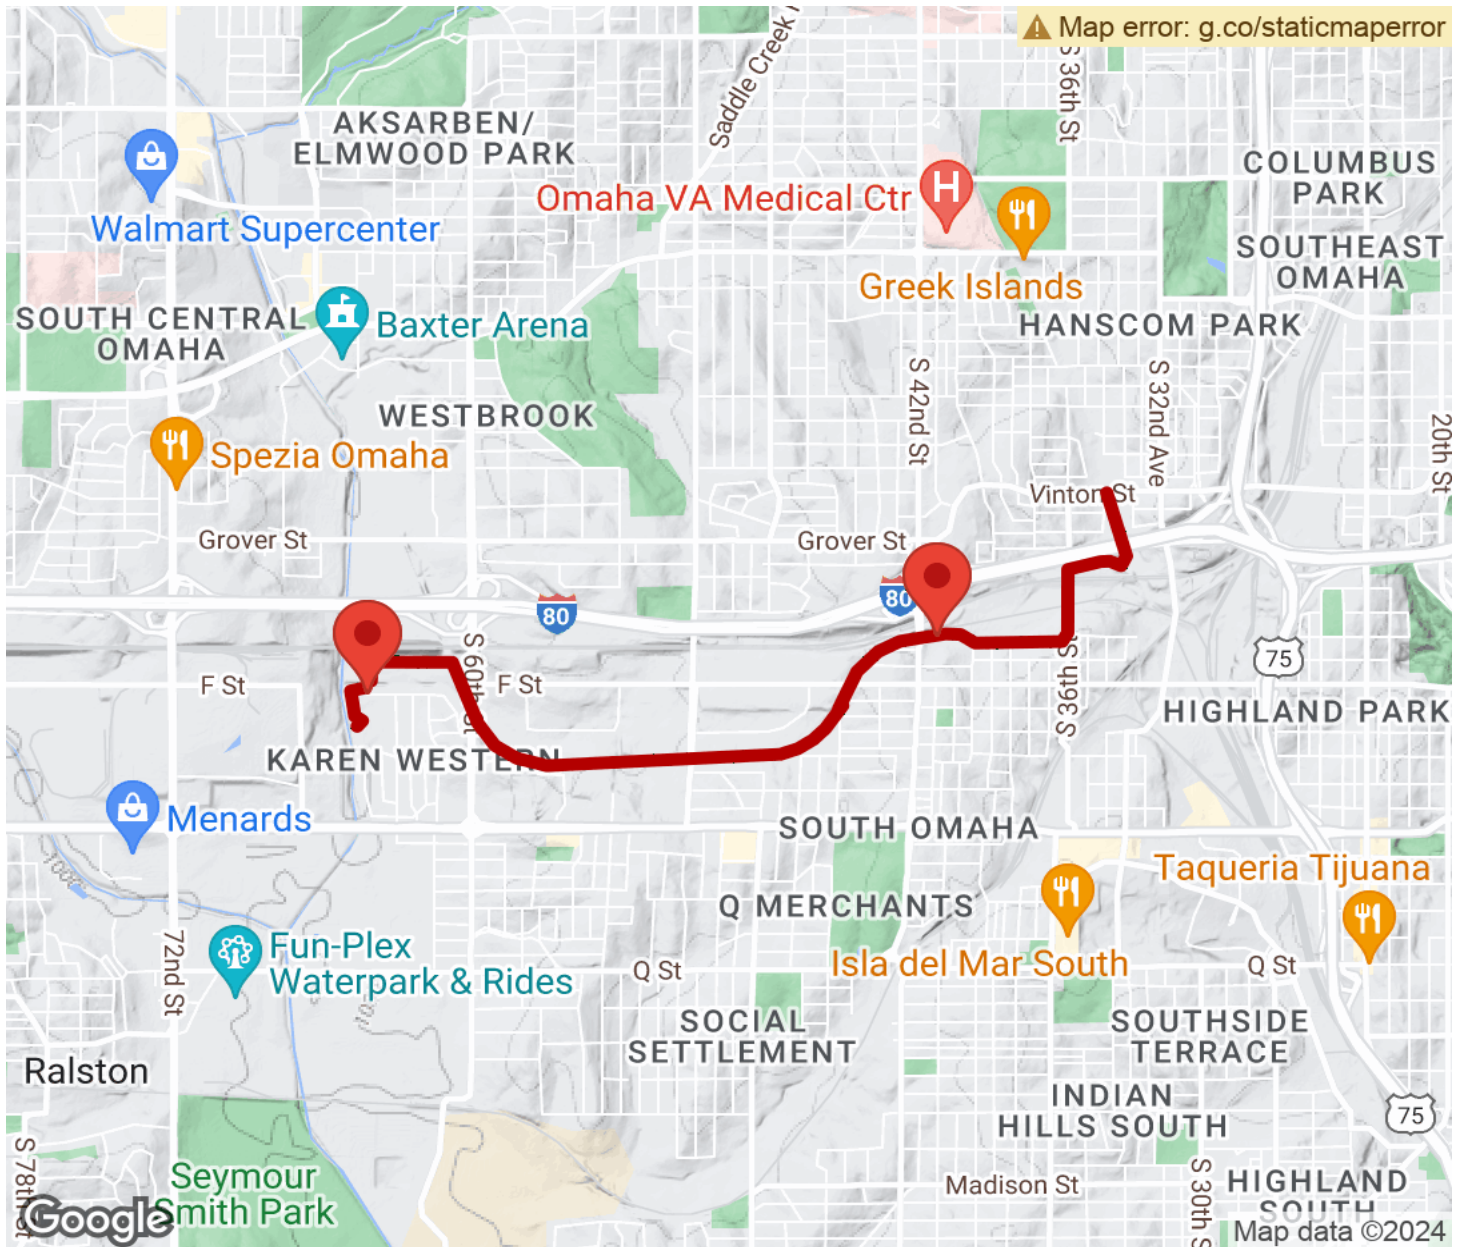 Map error: g.co/staticmaperror
Saddle Creek
S 36th St
AKSARBEN/
ELMWOOD PARK
COLUMBUS
PARK
Omaha VA Medical Ctr
H
Walmart Supercenter
SOUTHEAST
OMAHA
Greek Islands
SOUTH CENTRAL
OMAHA
Baxter Arena
HANSCOM PARK
S 42nd St
S 32nd Ave
WESTBROOK
20th St
Spezia Omaha
Vinton St
Grover St
Grover St
80
80
S 60th St
S 36th St
75
F St
F St
HIGHLAND PARK
KAREN WESTERN
Menards
SOUTH OMAHA
Taqueria Tijuana
Q MERCHANTS
72nd St
Fun-Plex
Waterpark & Rides
Q St
Isla del Mar South
Q St
SOCIAL
SETTLEMENT
SOUTHSIDE
TERRACE
Ralston
INDIAN
HILLS SOUTH
75
S 78th St
Seymour
Smith Park
Madison St
S 30th S
HIGHLAND
SOUTH
Google
Map data ©2024